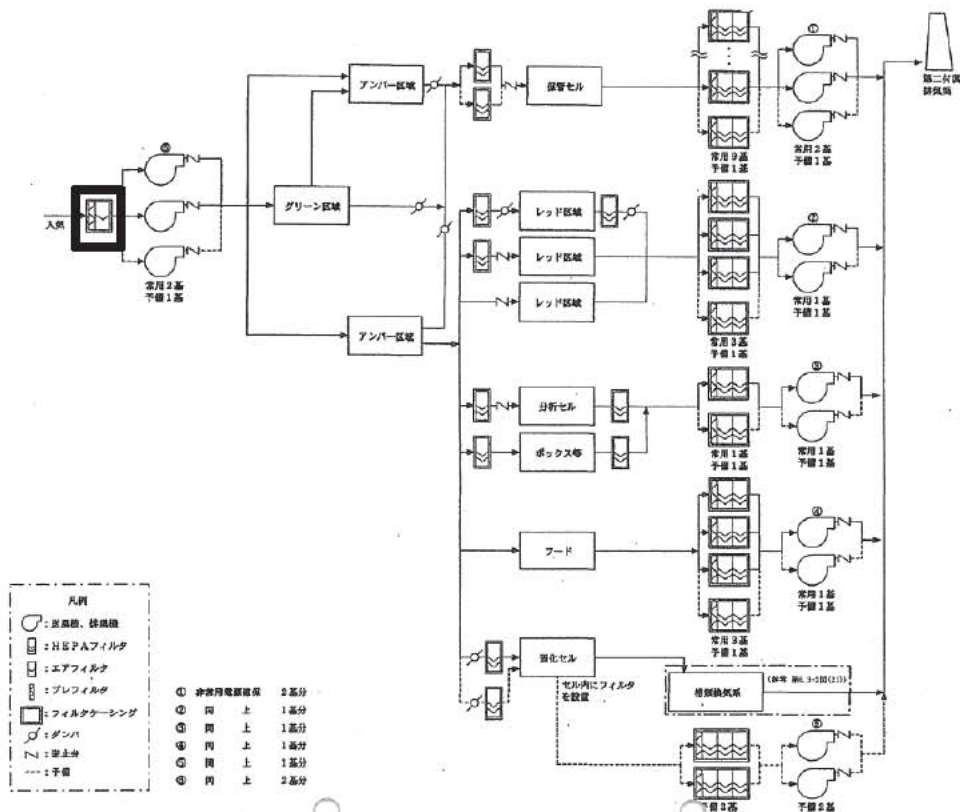 入気
常用2基
予備1基
アンバー区域
グリーン区域
アンバー区域
保管セル
レッド区域
レッド区域
レッド区域
分析セル
フード
固化セル
セル内にフィルタ
を設置
槽類換気系
常用9基
予備1基
常用3基
予備1基
常用1基
予備1基
常用3基
予備1基
予備2基
①
常用2基
予備1基
②
常用1基
予備1基
③
常用1基
予備1基
④
常用1基
予備1基
予備2基
第二付属
排気筒
凡例
:送風機、排風機
:HEPAフィルタ
:エアフィルタ
:プレフィルタ
:フィルタケーシング
:ダンパ
:逆止弁
:予備
① 非常用電源確保 2基分
② 同 上 1基分
③ 同 上 1基分
④ 同 上 1基分
⑤ 同 上 1基分
⑥ 同 上 2基分